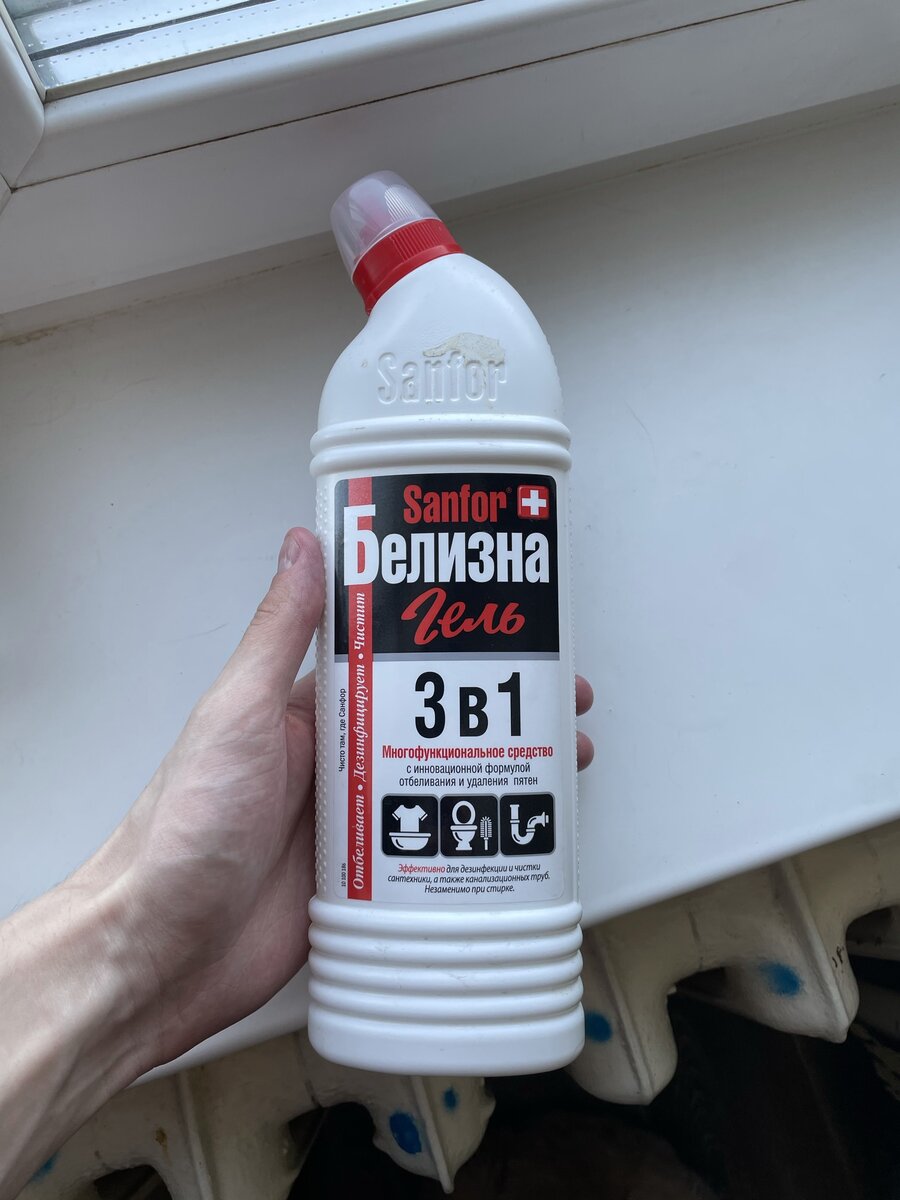 Sanfor
Sanfor®
Белизна
Гель
3 в 1
Многофункциональное средство
с инновационной формулой
отбеливания и удаления пятен
Эффективно для дезинфекции и чистки
сантехники, а также канализационных труб.
Незаменимо при стирке.
Отбеливает • Дезинфицирует • Чистит
Чисто там, где Санфор